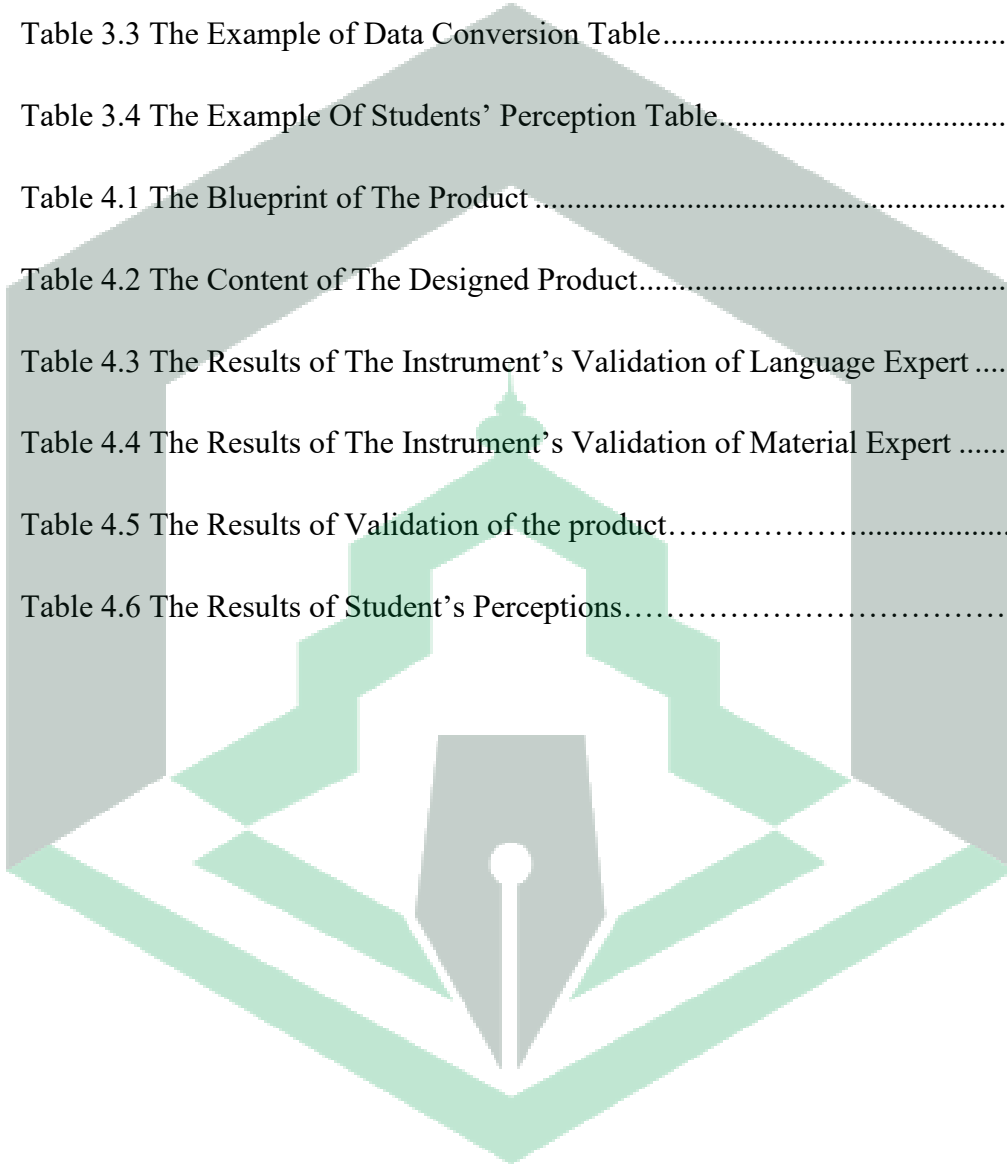 Table 3.3 The Example of Data Conversion Table...........................................
Table 3.4 The Example Of Students’ Perception Table....................................
Table 4.1 The Blueprint of The Product ...........................................................
Table 4.2 The Content of The Designed Product..............................................
Table 4.3 The Results of The Instrument’s Validation of Language Expert ....
Table 4.4 The Results of The Instrument’s Validation of Material Expert ......
Table 4.5 The Results of Validation of the product……………...................
Table 4.6 The Results of Student’s Perceptions………………………………